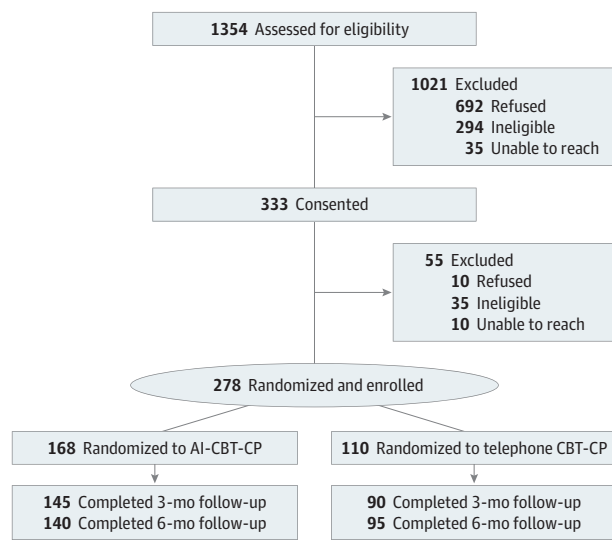 1354 Assessed for eligibility
1021 Excluded
692 Refused
294 Ineligible
35 Unable to reach
333 Consented
55 Excluded
10 Refused
35 Ineligible
10 Unable to reach
278 Randomized and enrolled
168 Randomized to AI-CBT-CP
110 Randomized to telephone CBT-CP
145 Completed 3-mo follow-up
140 Completed 6-mo follow-up
90 Completed 3-mo follow-up
95 Completed 6-mo follow-up